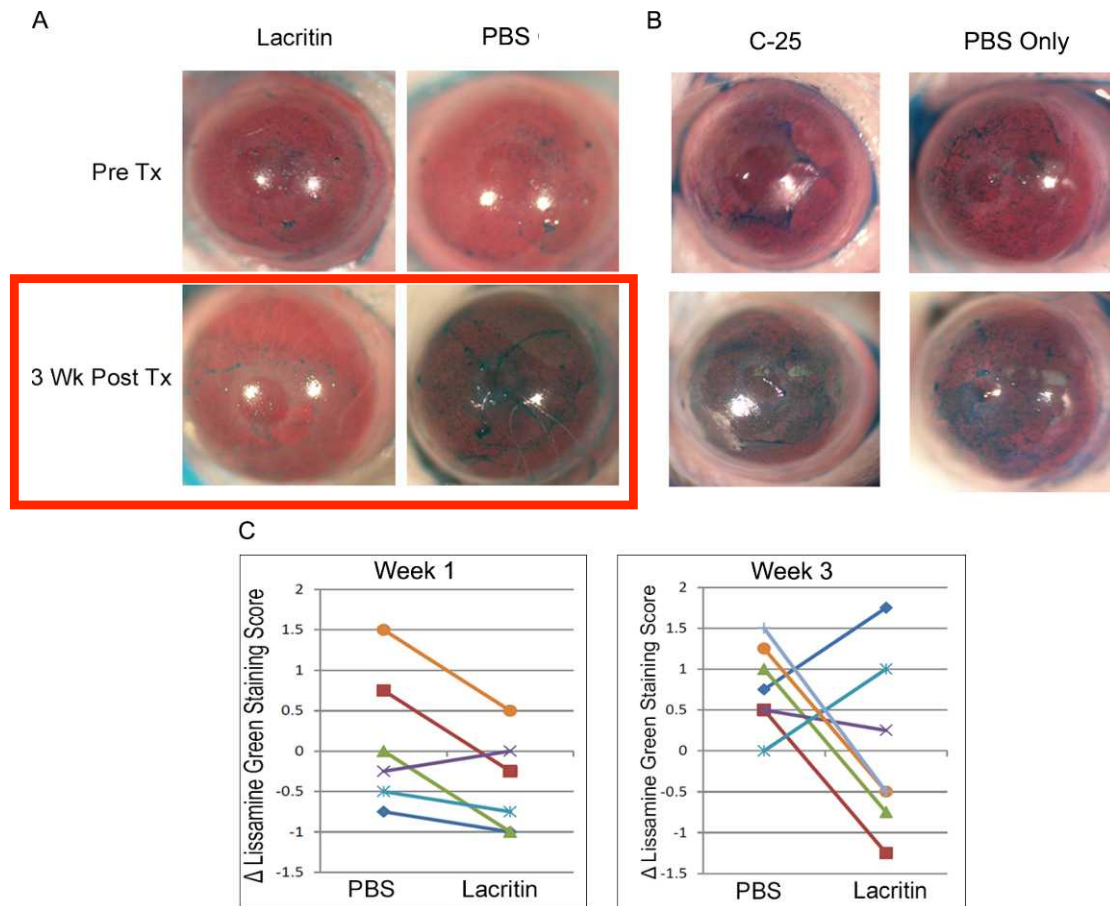 A
Lacritin PBS
B
C-25 PBS Only
Pre Tx
3 Wk Post Tx
C
Week 1
Δ Lissamine Green Staining Score
2
1.5
1
0.5
0
-0.5
-1
-1.5
PBS Lacritin
Week 3
Δ Lissamine Green Staining Score
2
1.5
1
0.5
0
-0.5
-1
-1.5
PBS Lacritin